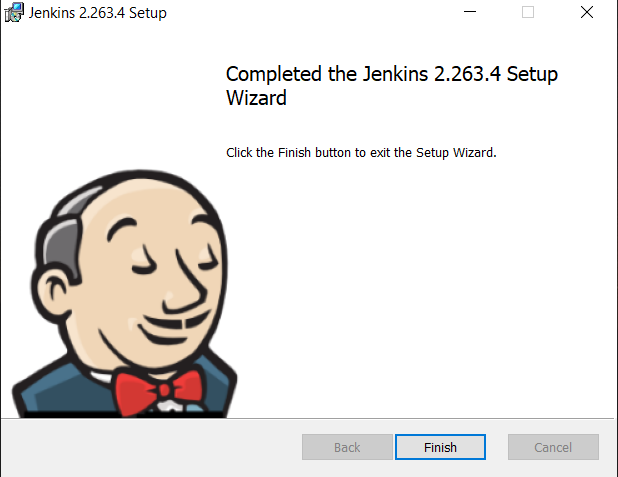 Jenkins 2.263.4 Setup
Completed the Jenkins 2.263.4 Setup
Wizard
Click the Finish button to exit the Setup Wizard.
Back
Finish
Cancel